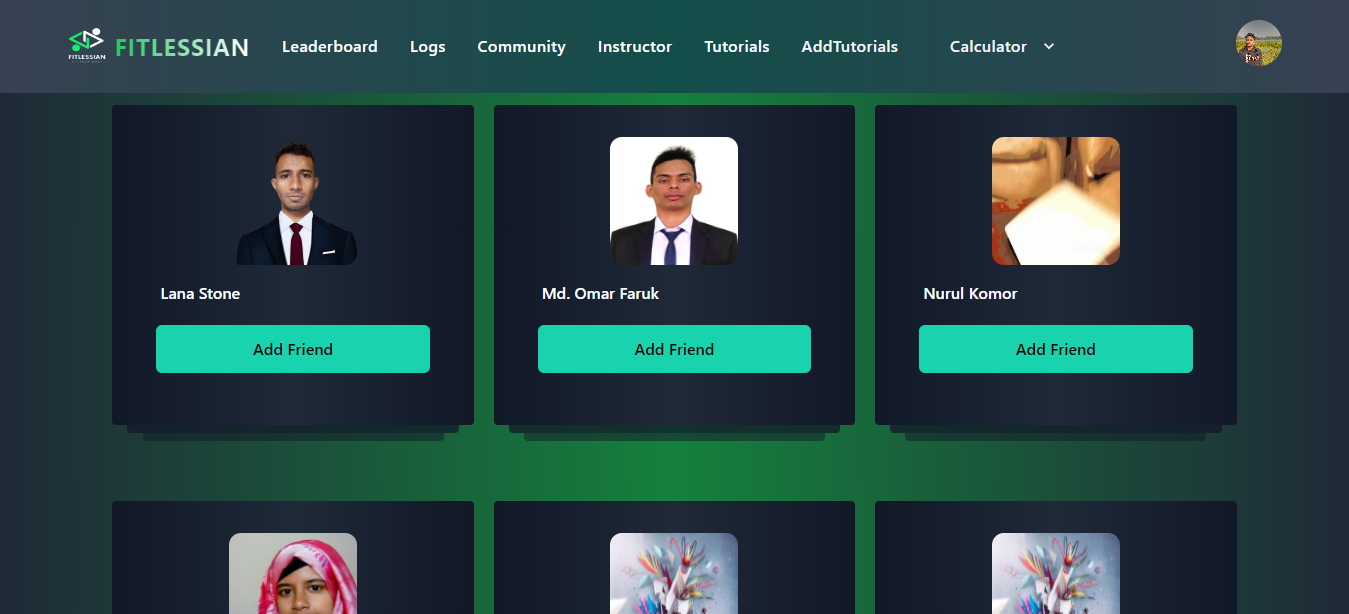 FITLESSIAN
FITLESSIAN Leaderboard Logs Community Instructor Tutorials AddTutorials Calculator
Lana Stone Md. Omar Faruk Nurul Komor
Add Friend Add Friend Add Friend